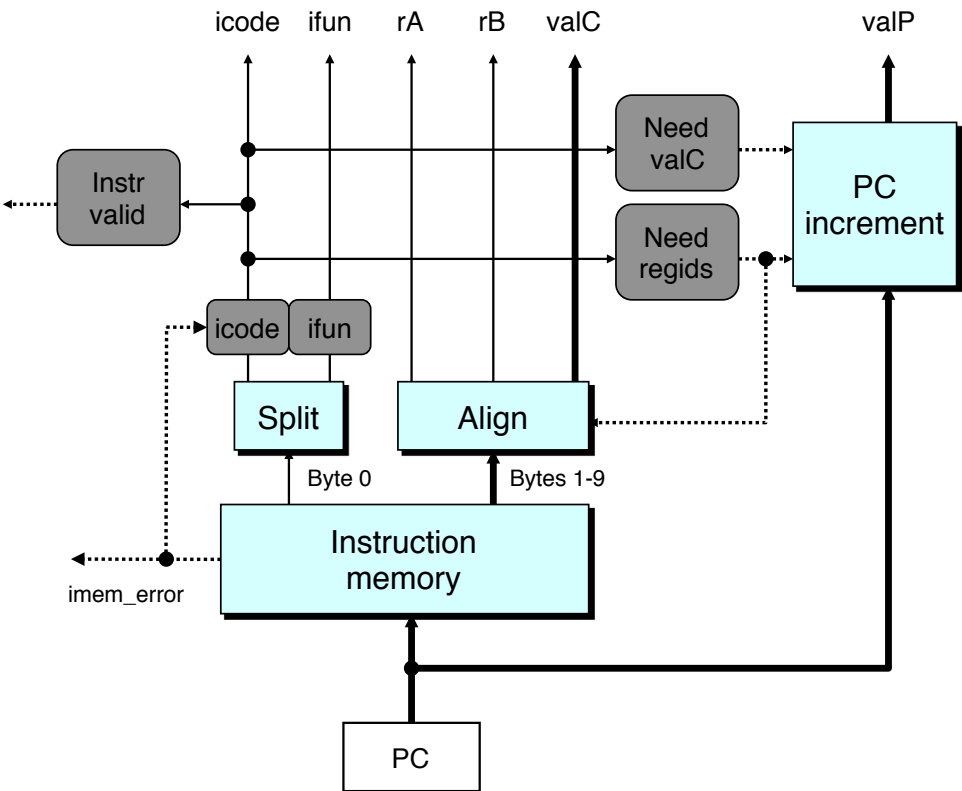 icode ifun rA rB valC valP
Need
valC
Instr
valid
PC
increment
Need
regids
icode ifun
Split
Align
Byte 0
Bytes 1-9
Instruction
memory
imem_error
PC